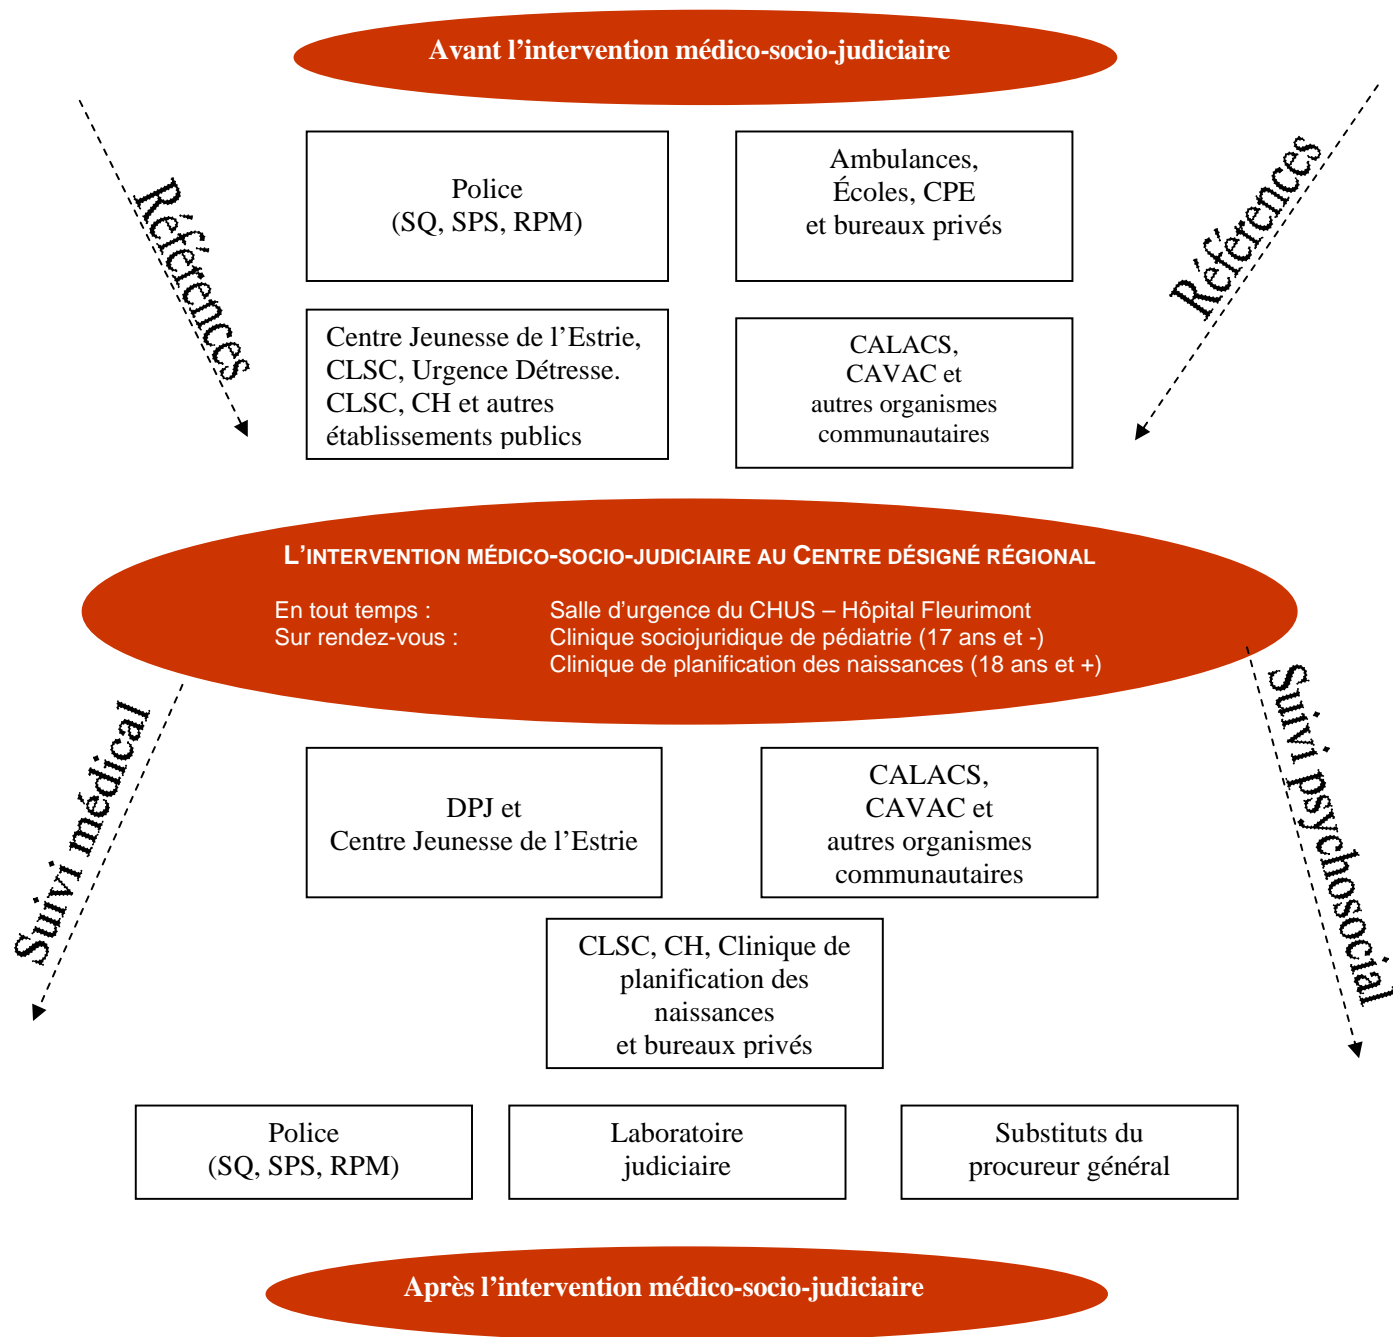 Avant l’intervention médico-socio-judiciaire
Références
Références
Police
(SQ, SPS, RPM)
Ambulances,
Écoles, CPE
et bureaux privés
Centre Jeunesse de l’Estrie,
CLSC, Urgence Détresse.
CLSC, CH et autres
établissements publics
CALACS,
CAVAC et
autres organismes
communautaires
L’INTERVENTION MÉDICO-SOCIO-JUDICIAIRE AU CENTRE DÉSIGNÉ RÉGIONAL
En tout temps : Salle d’urgence du CHUS – Hôpital Fleurimont
Sur rendez-vous : Clinique sociojuridique de pédiatrie (17 ans et -)
Clinique de planification des naissances (18 ans et +)
Suivi médical
Suivi psychosocial
DPJ et
Centre Jeunesse de l’Estrie
CALACS,
CAVAC et
autres organismes
communautaires
CLSC, CH, Clinique de
planification des
naissances
et bureaux privés
Police
(SQ, SPS, RPM)
Laboratoire
judiciaire
Substituts du
procureur général
Après l’intervention médico-socio-judiciaire